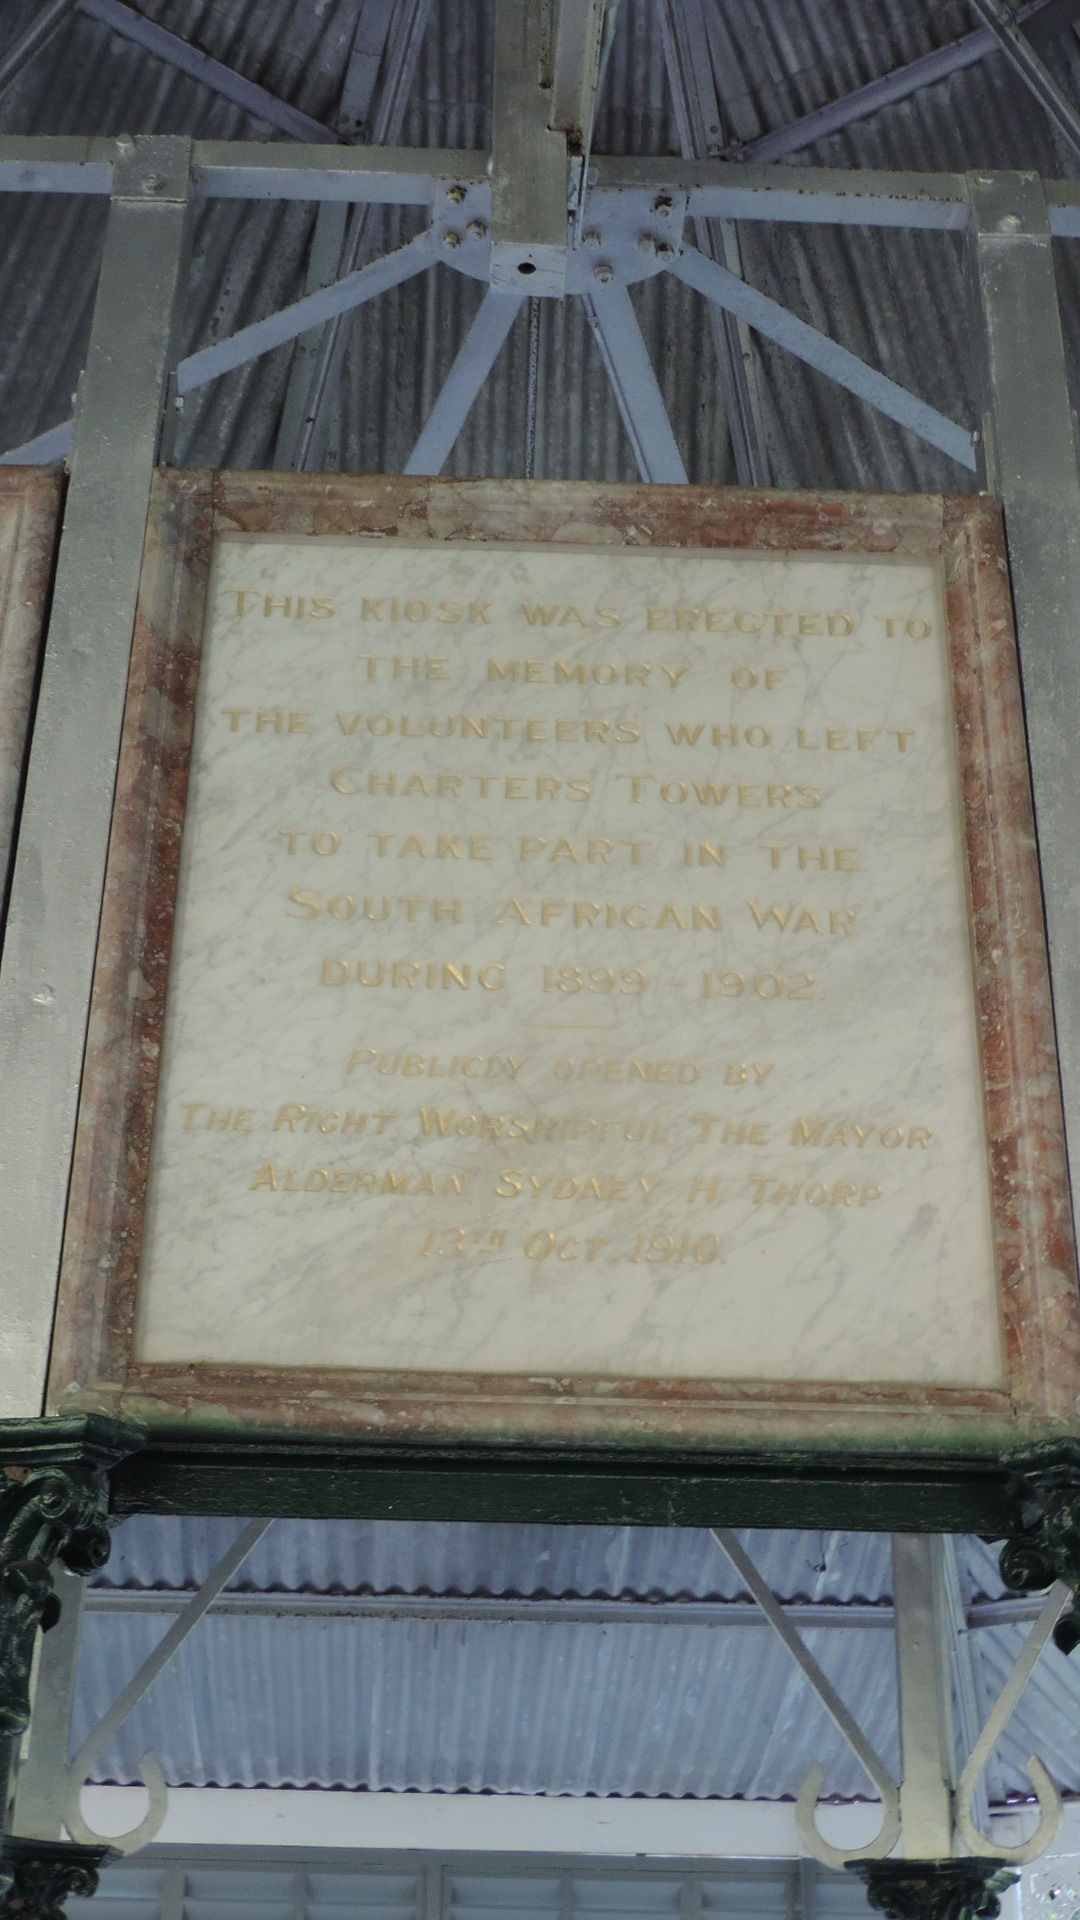 THIS KIOSK WAS ERECTED TO
THE MEMORY OF
THE VOLUNTEERS WHO LEFT
CHARTERS TOWERS
TO TAKE PART IN THE
SOUTH AFRICAN WAR
DURING 1899-1902
PUBLICLY OPENED BY
THE RIGHT WORSHIPFUL THE MAYOR
ALDERMAN SYDNEY H. THORP
13TH OCT. 1910.